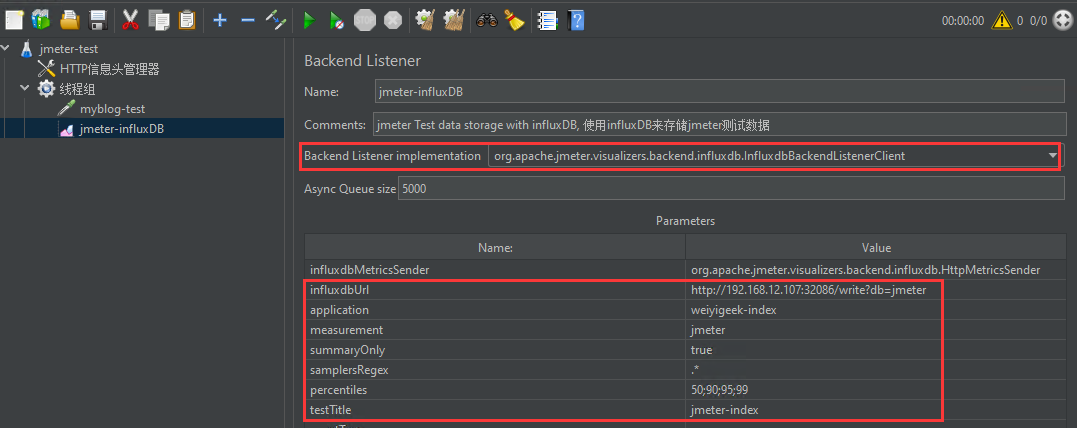 00:00:00 0 0/0
jmeter-test
HTTP信息头管理器
线程组
myblog-test
jmeter-influxDB
Backend Listener
Name: jmeter-influxDB
Comments: jmeter Test data storage with influxDB, 使用influxDB来存储jmeter测试数据
Backend Listener implementation org.apache.jmeter.visualizers.backend.influxdb.InfluxdbBackendListenerClient
Async Queue size 5000
Parameters
Name: Value
influxdbMetricsSender org.apache.jmeter.visualizers.backend.influxdb.HttpMetricsSender
influxdbUrl http://192.168.12.107:32086/write?db=jmeter
application weiyigeek-index
measurement jmeter
summaryOnly true
samplersRegex .*
percentiles 50;90;95;99
testTitle jmeter-index